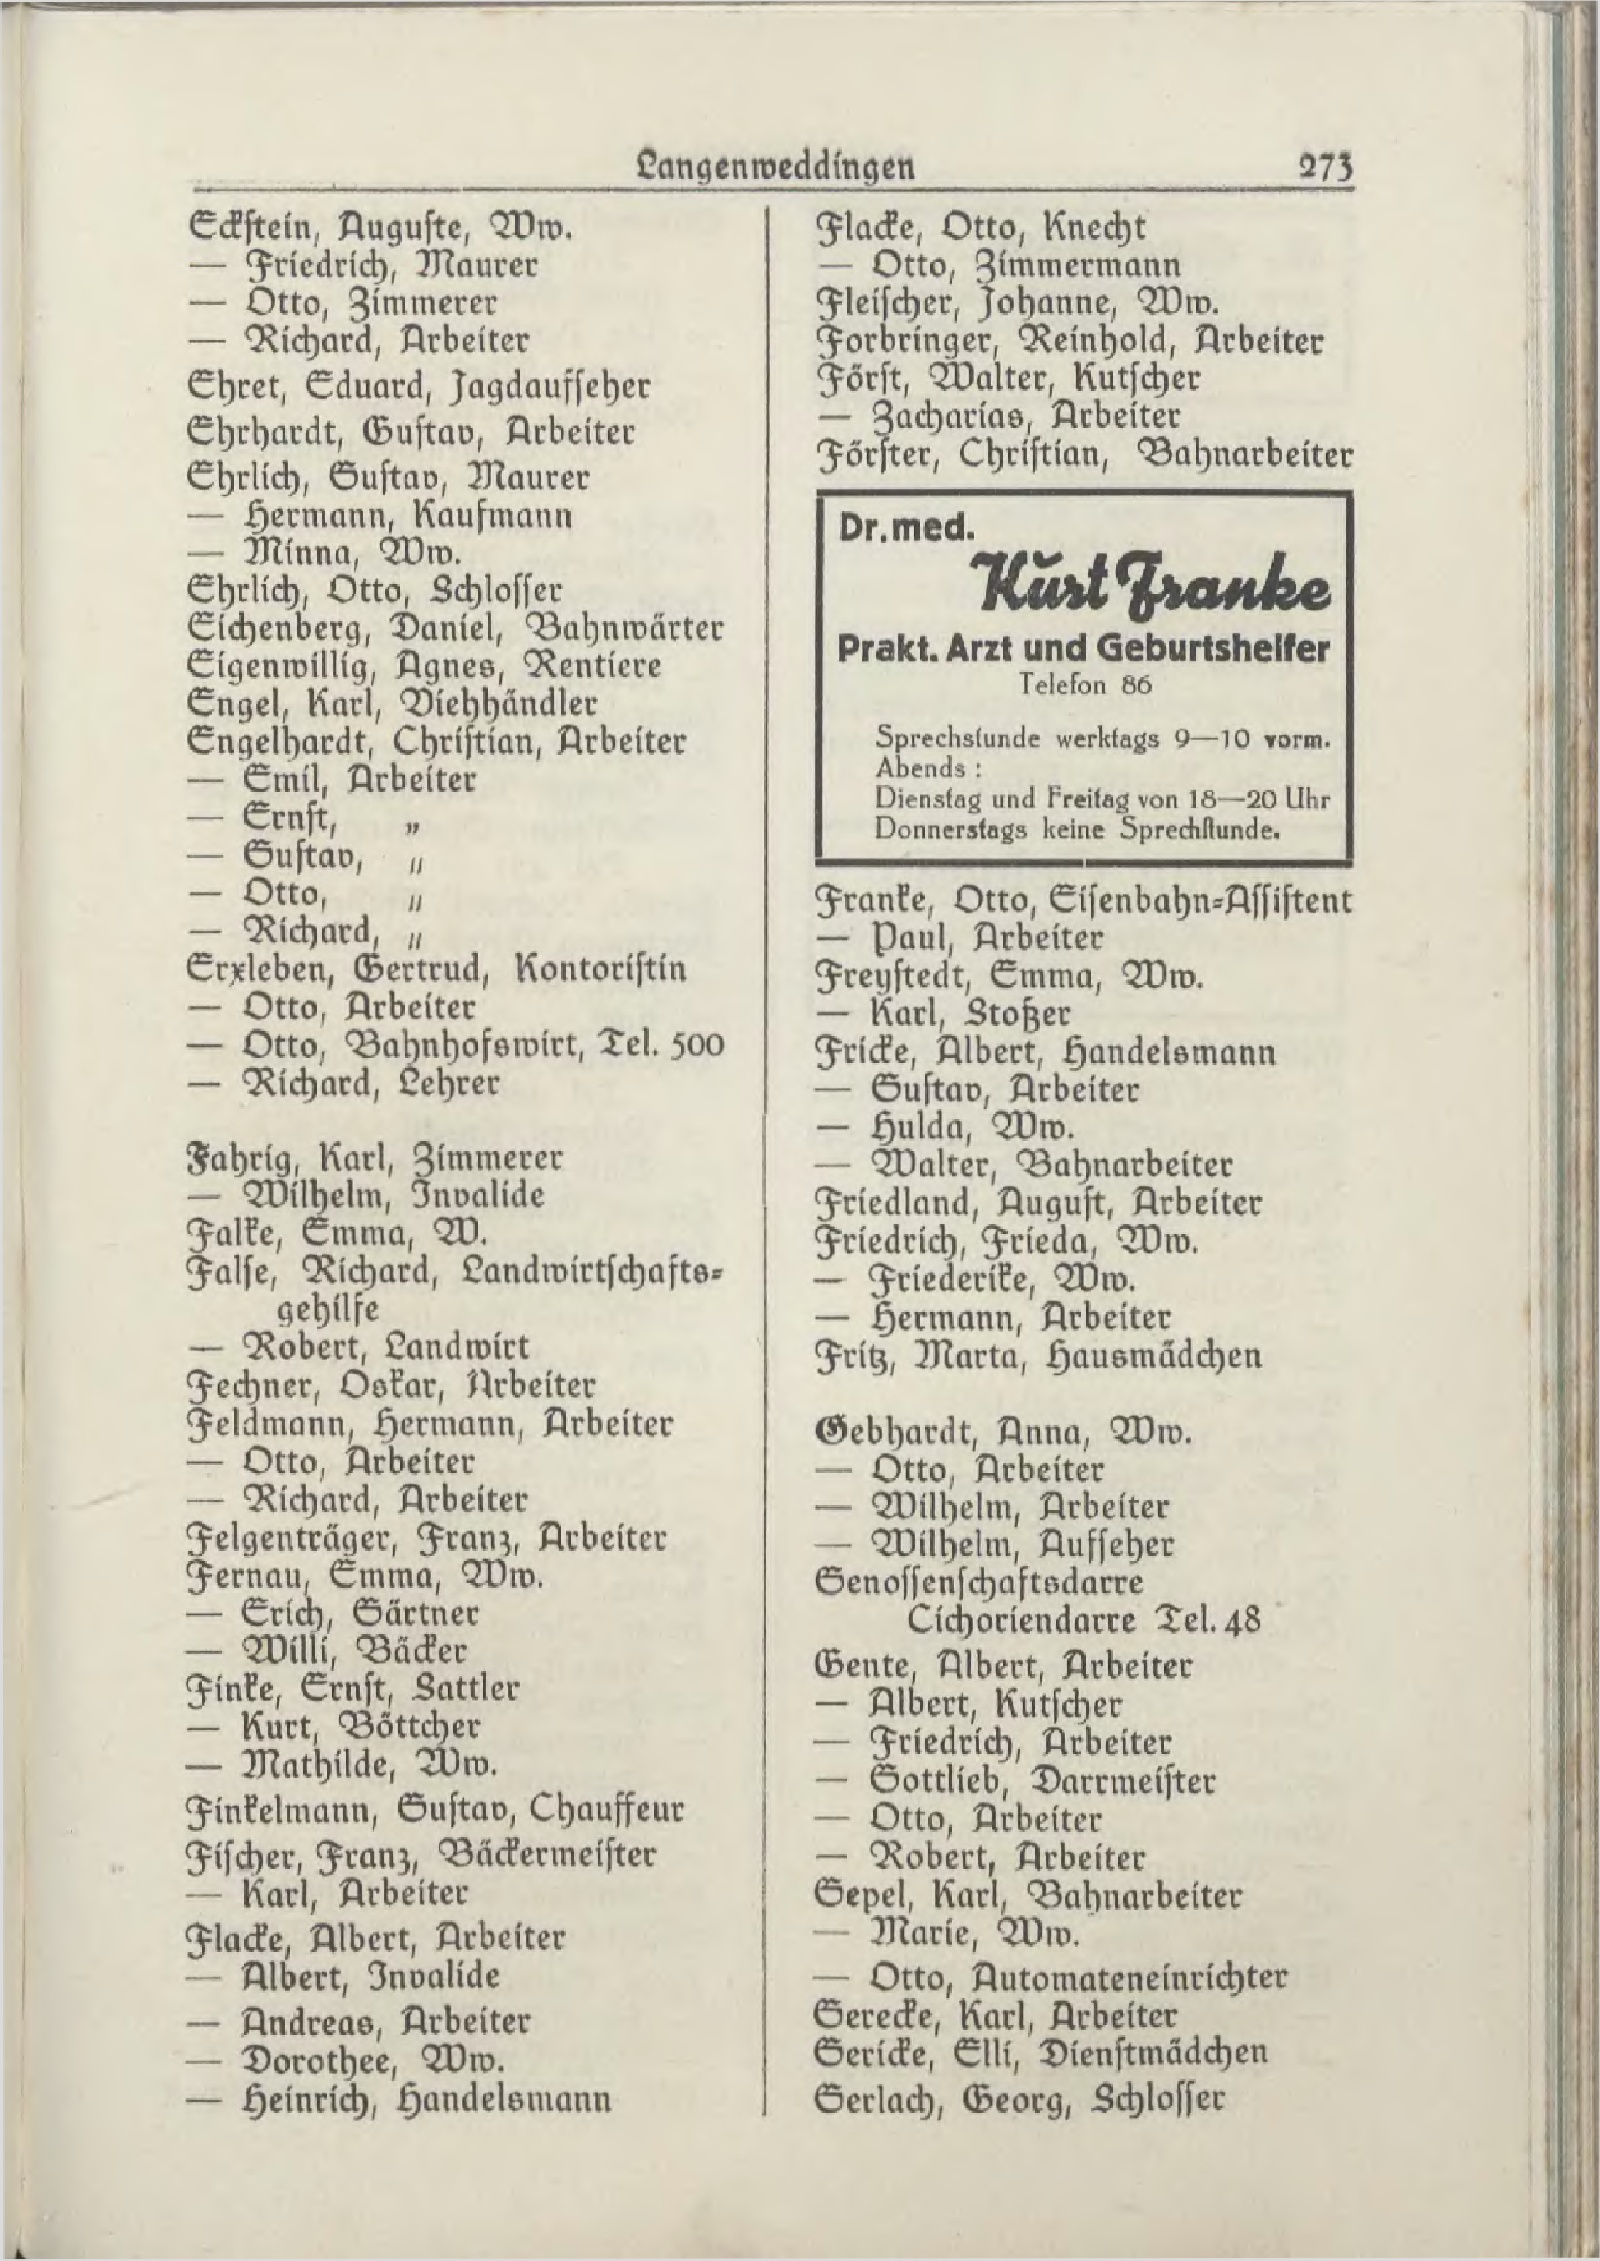 Langenweddingen 273
Eckstein, Auguste, Ww.
— Friedrich, Maurer
— Otto, Zimmerer
— Richard, Arbeiter
Ehret, Eduard, Jagdaufseher
Ehrhardt, Gustav, Arbeiter
Ehrlich, Gustav, Maurer
— Hermann, Kaufmann
— Minna, Ww.
Ehrlich, Otto, Schlosser
Eichenberg, Daniel, Bahnwärter
Eigenwillig, Agnes, Rentiere
Engel, Karl, Viehhändler
Engelhardt, Christian, Arbeiter
— Emil, Arbeiter
— Ernst, „
— Gustav, „
— Otto, „
— Richard, „
Erxleben, Gertrud, Kontoristin
— Otto, Arbeiter
— Otto, Bahnhofswirt, Tel. 500
— Richard, Lehrer
Fahrig, Karl, Zimmerer
— Wilhelm, Invalide
Falke, Emma, W.
False, Richard, Landwirtschafts-
gehilfe
— Robert, Landwirt
Fechner, Oskar, Arbeiter
Feldmann, Hermann, Arbeiter
— Otto, Arbeiter
— Richard, Arbeiter
Felgenträger, Franz, Arbeiter
Fernau, Emma, Ww.
— Erich, Gärtner
— Willi, Bäcker
Finke, Ernst, Sattler
— Kurt, Böttcher
— Mathilde, Ww.
Finkelmann, Gustav, Chauffeur
Fischer, Franz, Bäckermeister
— Karl, Arbeiter
Flacke, Albert, Arbeiter
— Albert, Invalide
— Andreas, Arbeiter
— Dorothee, Ww.
— Heinrich, Handelsmann
Flacke, Otto, Knecht
— Otto, Zimmermann
Fleischer, Johanne, Ww.
Forbringer, Reinhold, Arbeiter
Först, Walter, Kutscher
— Zacharias, Arbeiter
Förster, Christian, Bahnarbeiter
Dr. med.
Kurt Franke
Prakt. Arzt und Geburtshelfer
Telefon 86
Sprechstunde werktags 9—10 vorm.
Abends :
Dienstag und Freitag von 18—20 Uhr
Donnerstags keine Sprechstunde.
Franke, Otto, Eisenbahn-Assistent
— Paul, Arbeiter
Freystedt, Emma, Ww.
— Karl, Stoßer
Fricke, Albert, Handelsmann
— Gustav, Arbeiter
— Hulda, Ww.
— Walter, Bahnarbeiter
Friedland, August, Arbeiter
Friedrich, Frieda, Ww.
— Friederike, Ww.
— Hermann, Arbeiter
Fritz, Marta, Hausmädchen
Gebhardt, Anna, Ww.
— Otto, Arbeiter
— Wilhelm, Arbeiter
— Wilhelm, Aufseher
Genossenschaftsdarre
Cichoriendarre Tel. 48
Gente, Albert, Arbeiter
— Albert, Kutscher
— Friedrich, Arbeiter
— Gottlieb, Darrmeister
— Otto, Arbeiter
— Robert, Arbeiter
Gepel, Karl, Bahnarbeiter
— Marie, Ww.
— Otto, Automateneinrichter
Gerecke, Karl, Arbeiter
Gericke, Elli, Dienstmädchen
Gerlach, Georg, Schlosser